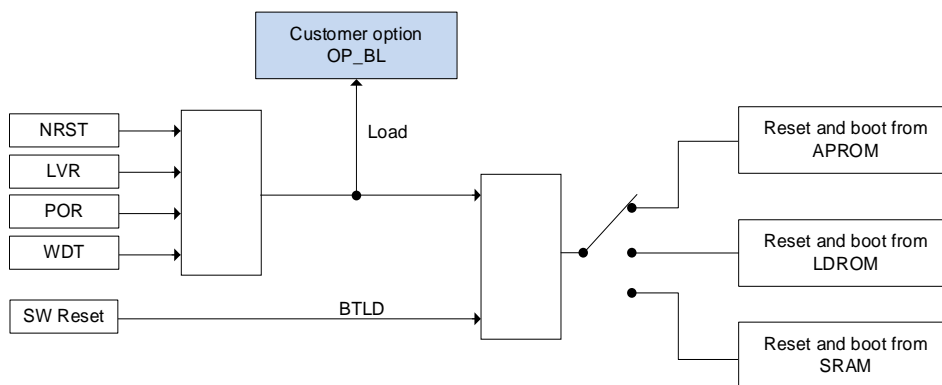 Customer option
OP_BL
NRST
LVR
POR
WDT
Load
SW Reset
BTLD
Reset and boot from
APROM
Reset and boot from
LDROM
Reset and boot from
SRAM